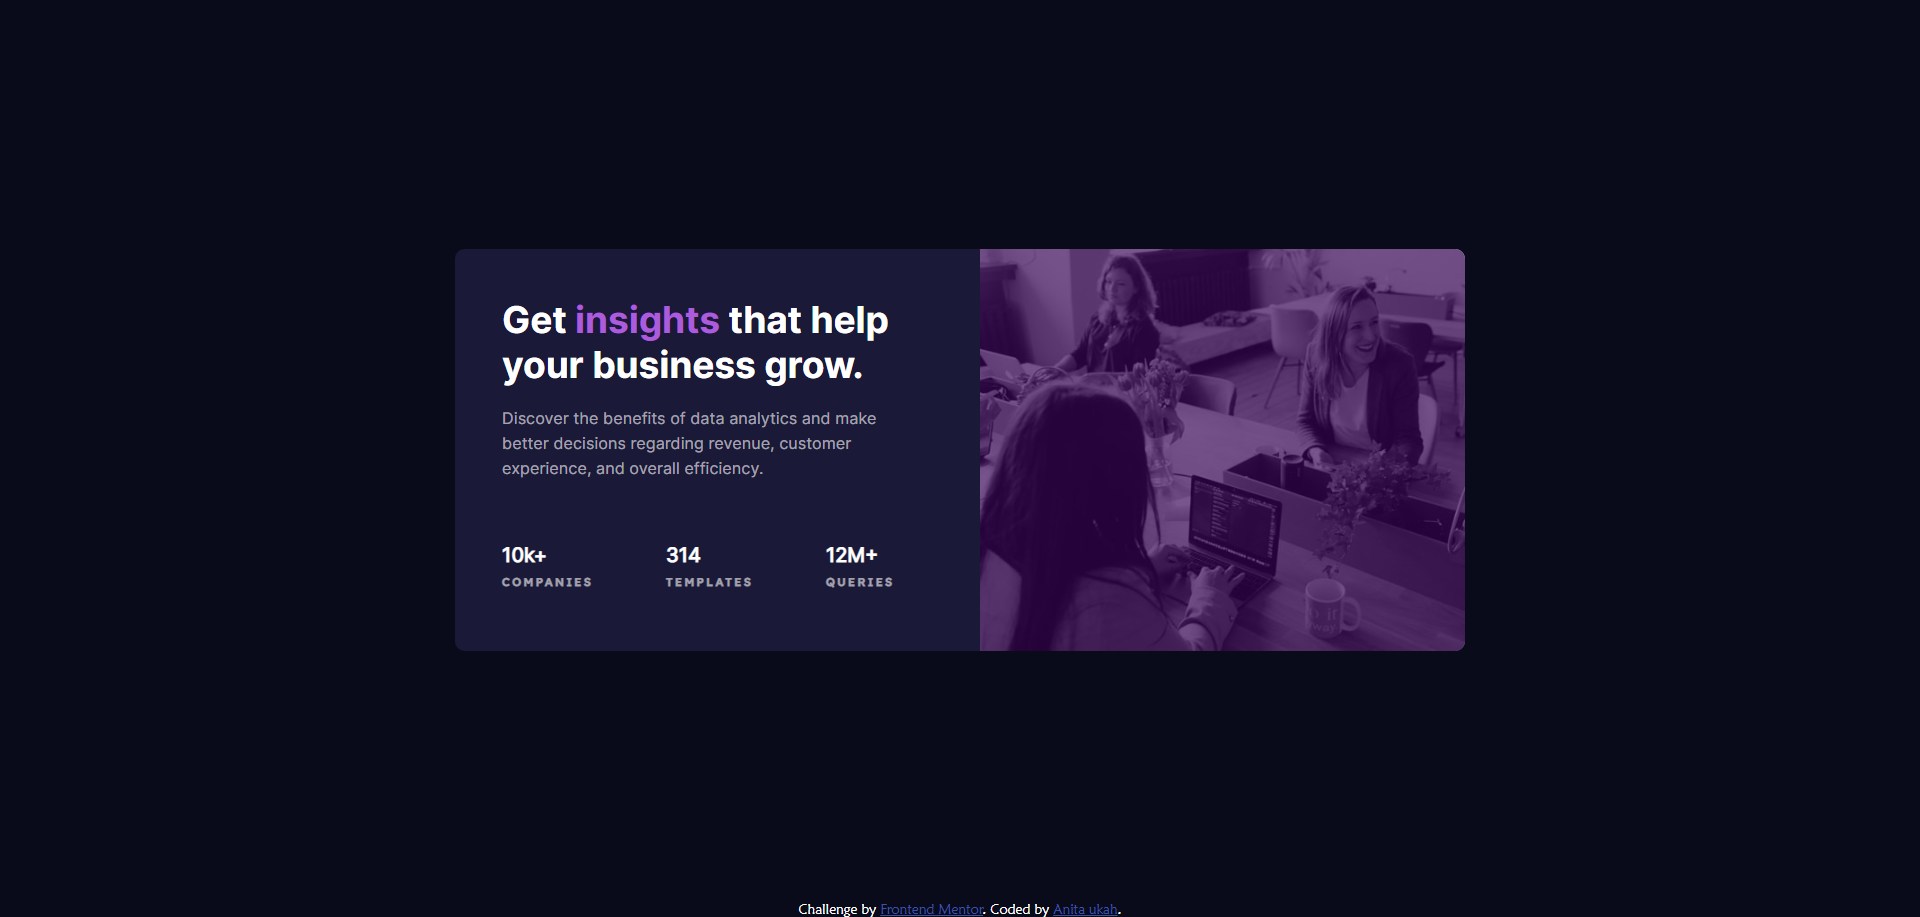 Get insights that help
your business grow.
Discover the benefits of data analytics and make
better decisions regarding revenue, customer
experience, and overall efficiency.
10k+ 314 12M+
COMPANIES TEMPLATES QUERIES
Challenge by Frontend Mentor. Coded by Anita ukah.